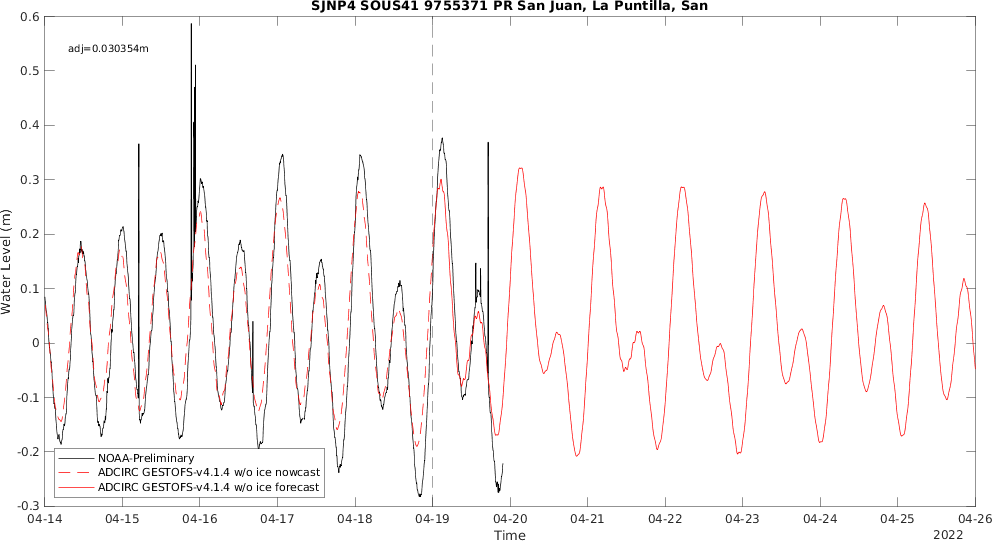 SJNP4 SOUS41 9755371 PR San Juan, La Puntilla, San
adj=0.030354m
Water Level (m)
0.6
0.5
0.4
0.3
0.2
0.1
0
-0.1
-0.2
-0.3
NOAA-Preliminary
ADCIRC GESTOFS-v4.1.4 w/o ice nowcast
ADCIRC GESTOFS-v4.1.4 w/o ice forecast
04-14 04-15 04-16 04-17 04-18 04-19 04-20 04-21 04-22 04-23 04-24 04-25 04-26
Time
2022